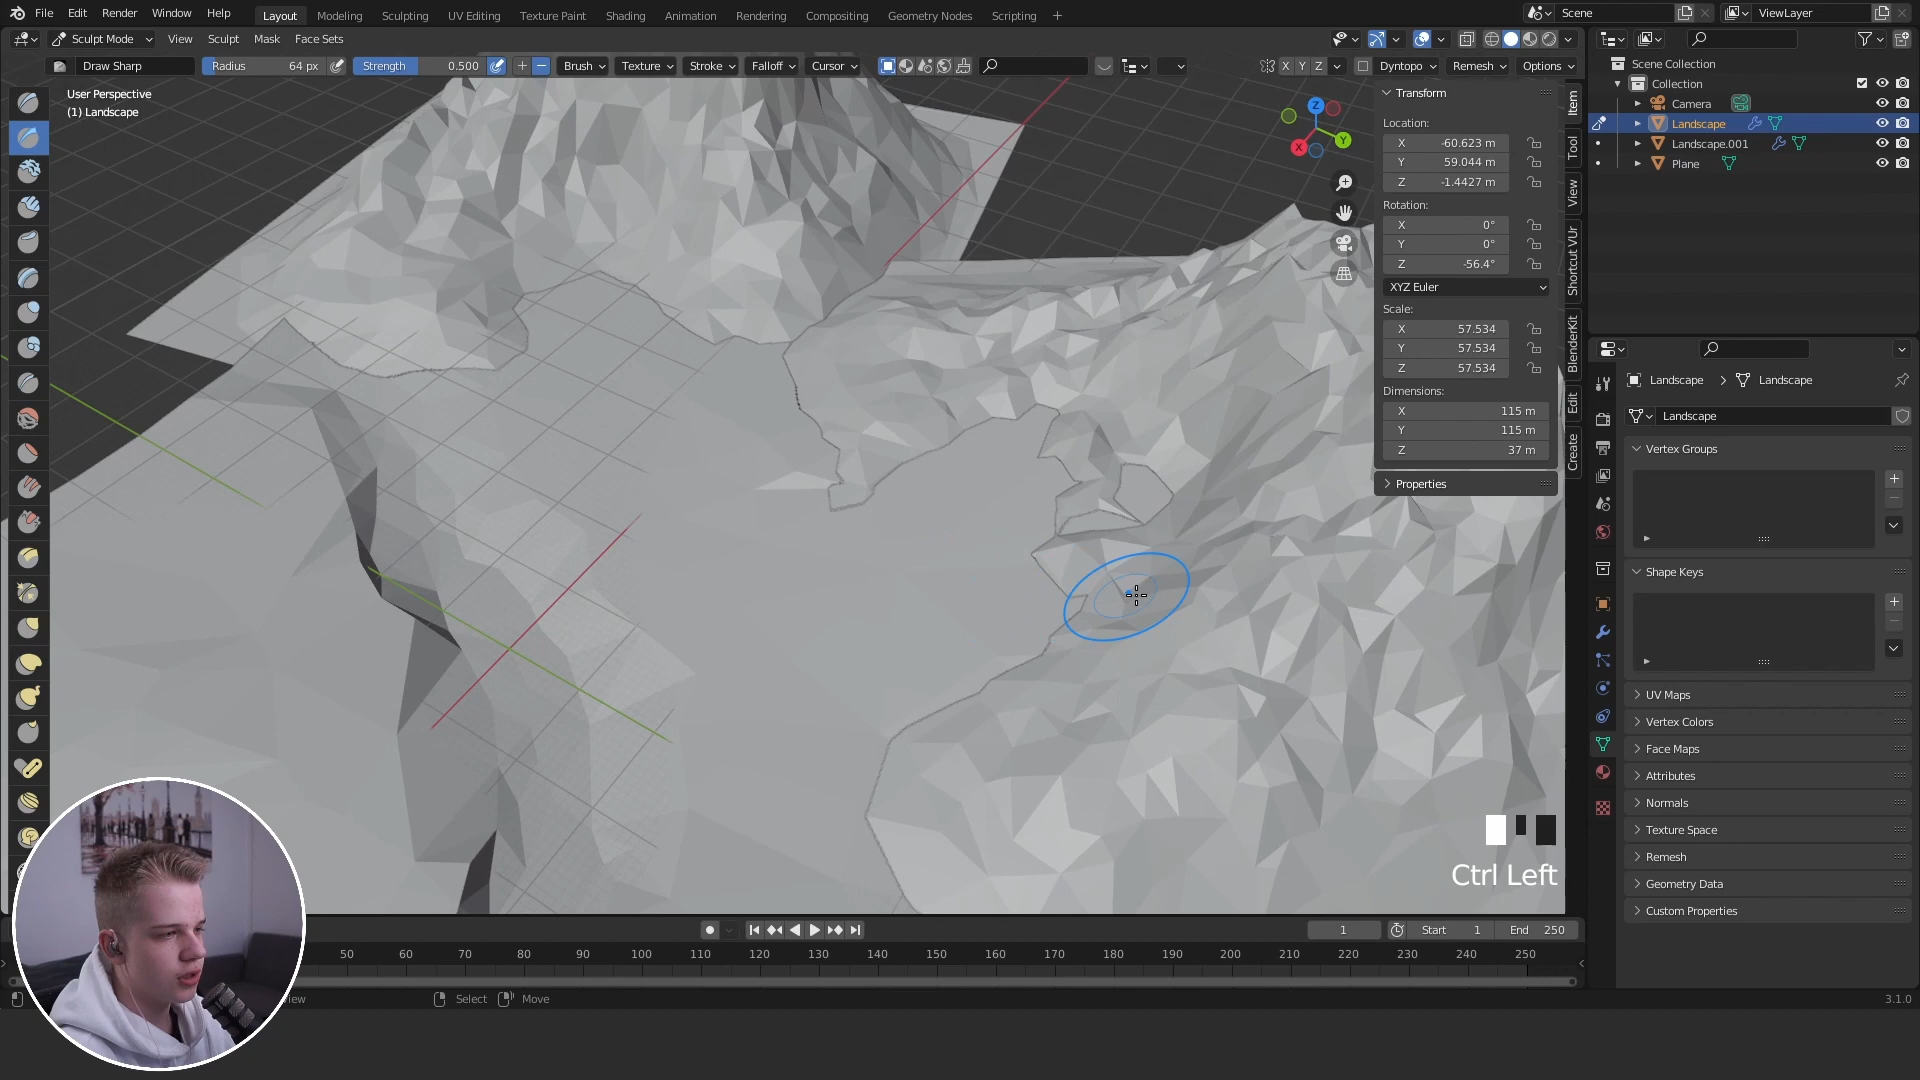 File Edit Render Window Help Layout Modeling Sculpting UV Editing Texture Paint Shading Animation Rendering Compositing Geometry Nodes Scripting + Scene ViewLayer
Sculpt Mode View Sculpt Mask Face Sets
Draw Sharp Radius 64 px Strength 0.500 Brush Texture Stroke Falloff Cursor X Y Z Dyntopo Remesh Options
User Perspective
(1) Landscape
Z
Y
X
Transform
Location:
X -60.623 m
Y 59.044 m
Z -1.4427 m
Rotation:
X 0°
Y 0°
Z -56.4°
XYZ Euler
Scale:
X 57.534
Y 57.534
Z 57.534
Dimensions:
X 115 m
Y 115 m
Z 37 m
Properties
Item
Tool
View
Shortcut VUr
BlenderKit
Edit
Create
Scene Collection
Collection
Camera
Landscape
Landscape.001
Plane
Landscape > Landscape
Landscape
Vertex Groups
Shape Keys
UV Maps
Vertex Colors
Face Maps
Attributes
Normals
Texture Space
Remesh
Geometry Data
Custom Properties
Ctrl Left
1 Start 1 End 250
50 60 70 80 90 100 110 120 130 140 150 160 170 180 190 200 210 220 230 240 250
Select Move
3.1.0